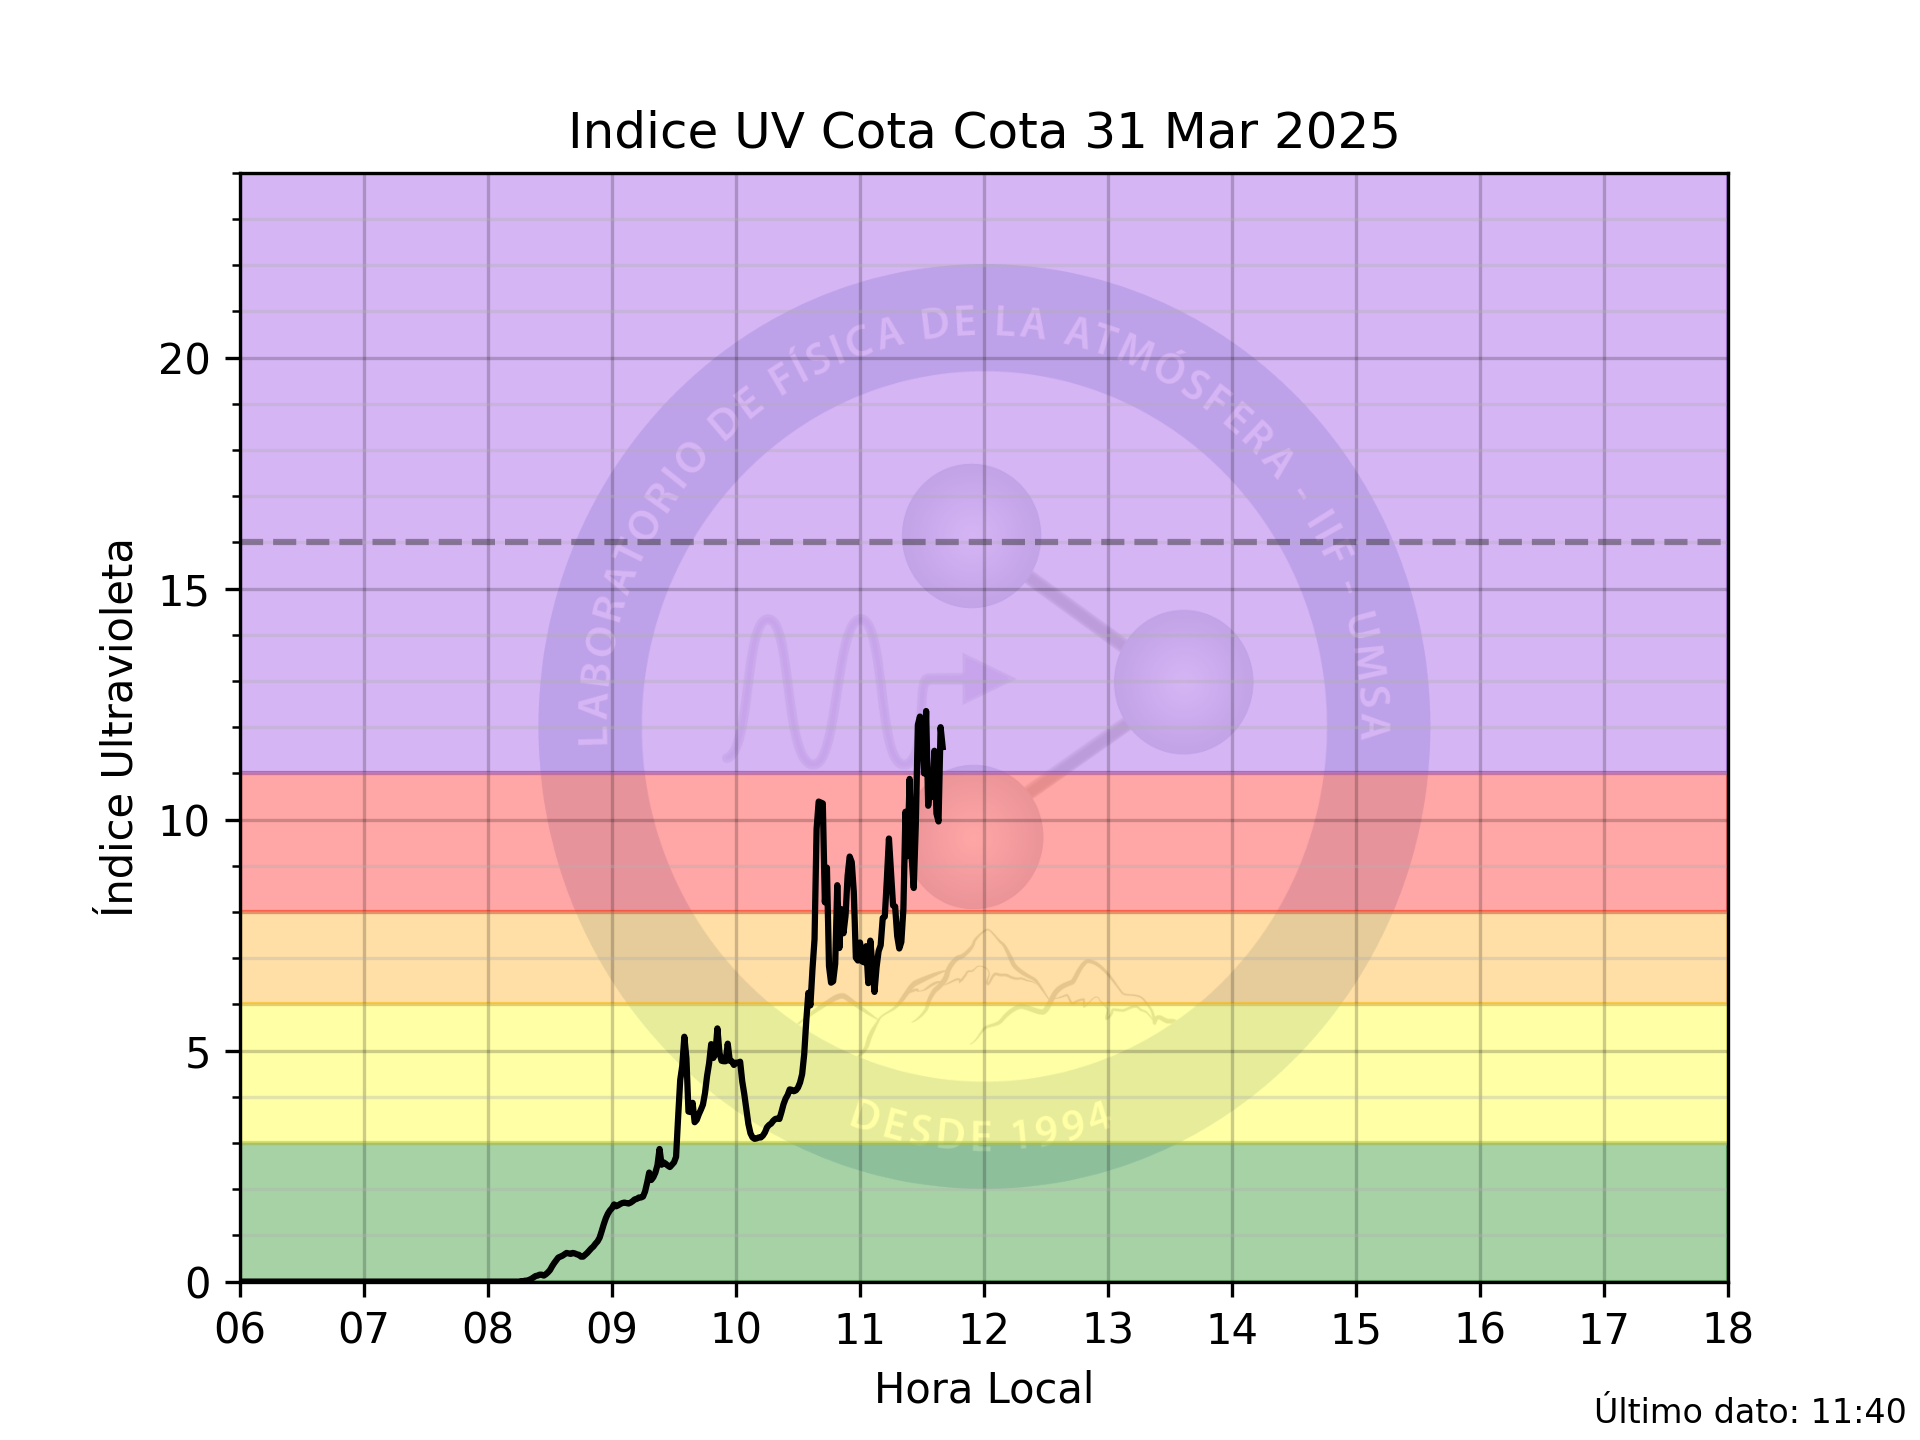 Indice UV Cota Cota 31 Mar 2025
LABORATORIO DE FÍSICA DE LA ATMÓSFERA - IIF - UMSA
DESDE 1994
Índice Ultravioleta
20
15
10
5
0
06 07 08 09 10 11 12 13 14 15 16 17 18
Hora Local
Último dato: 11:40